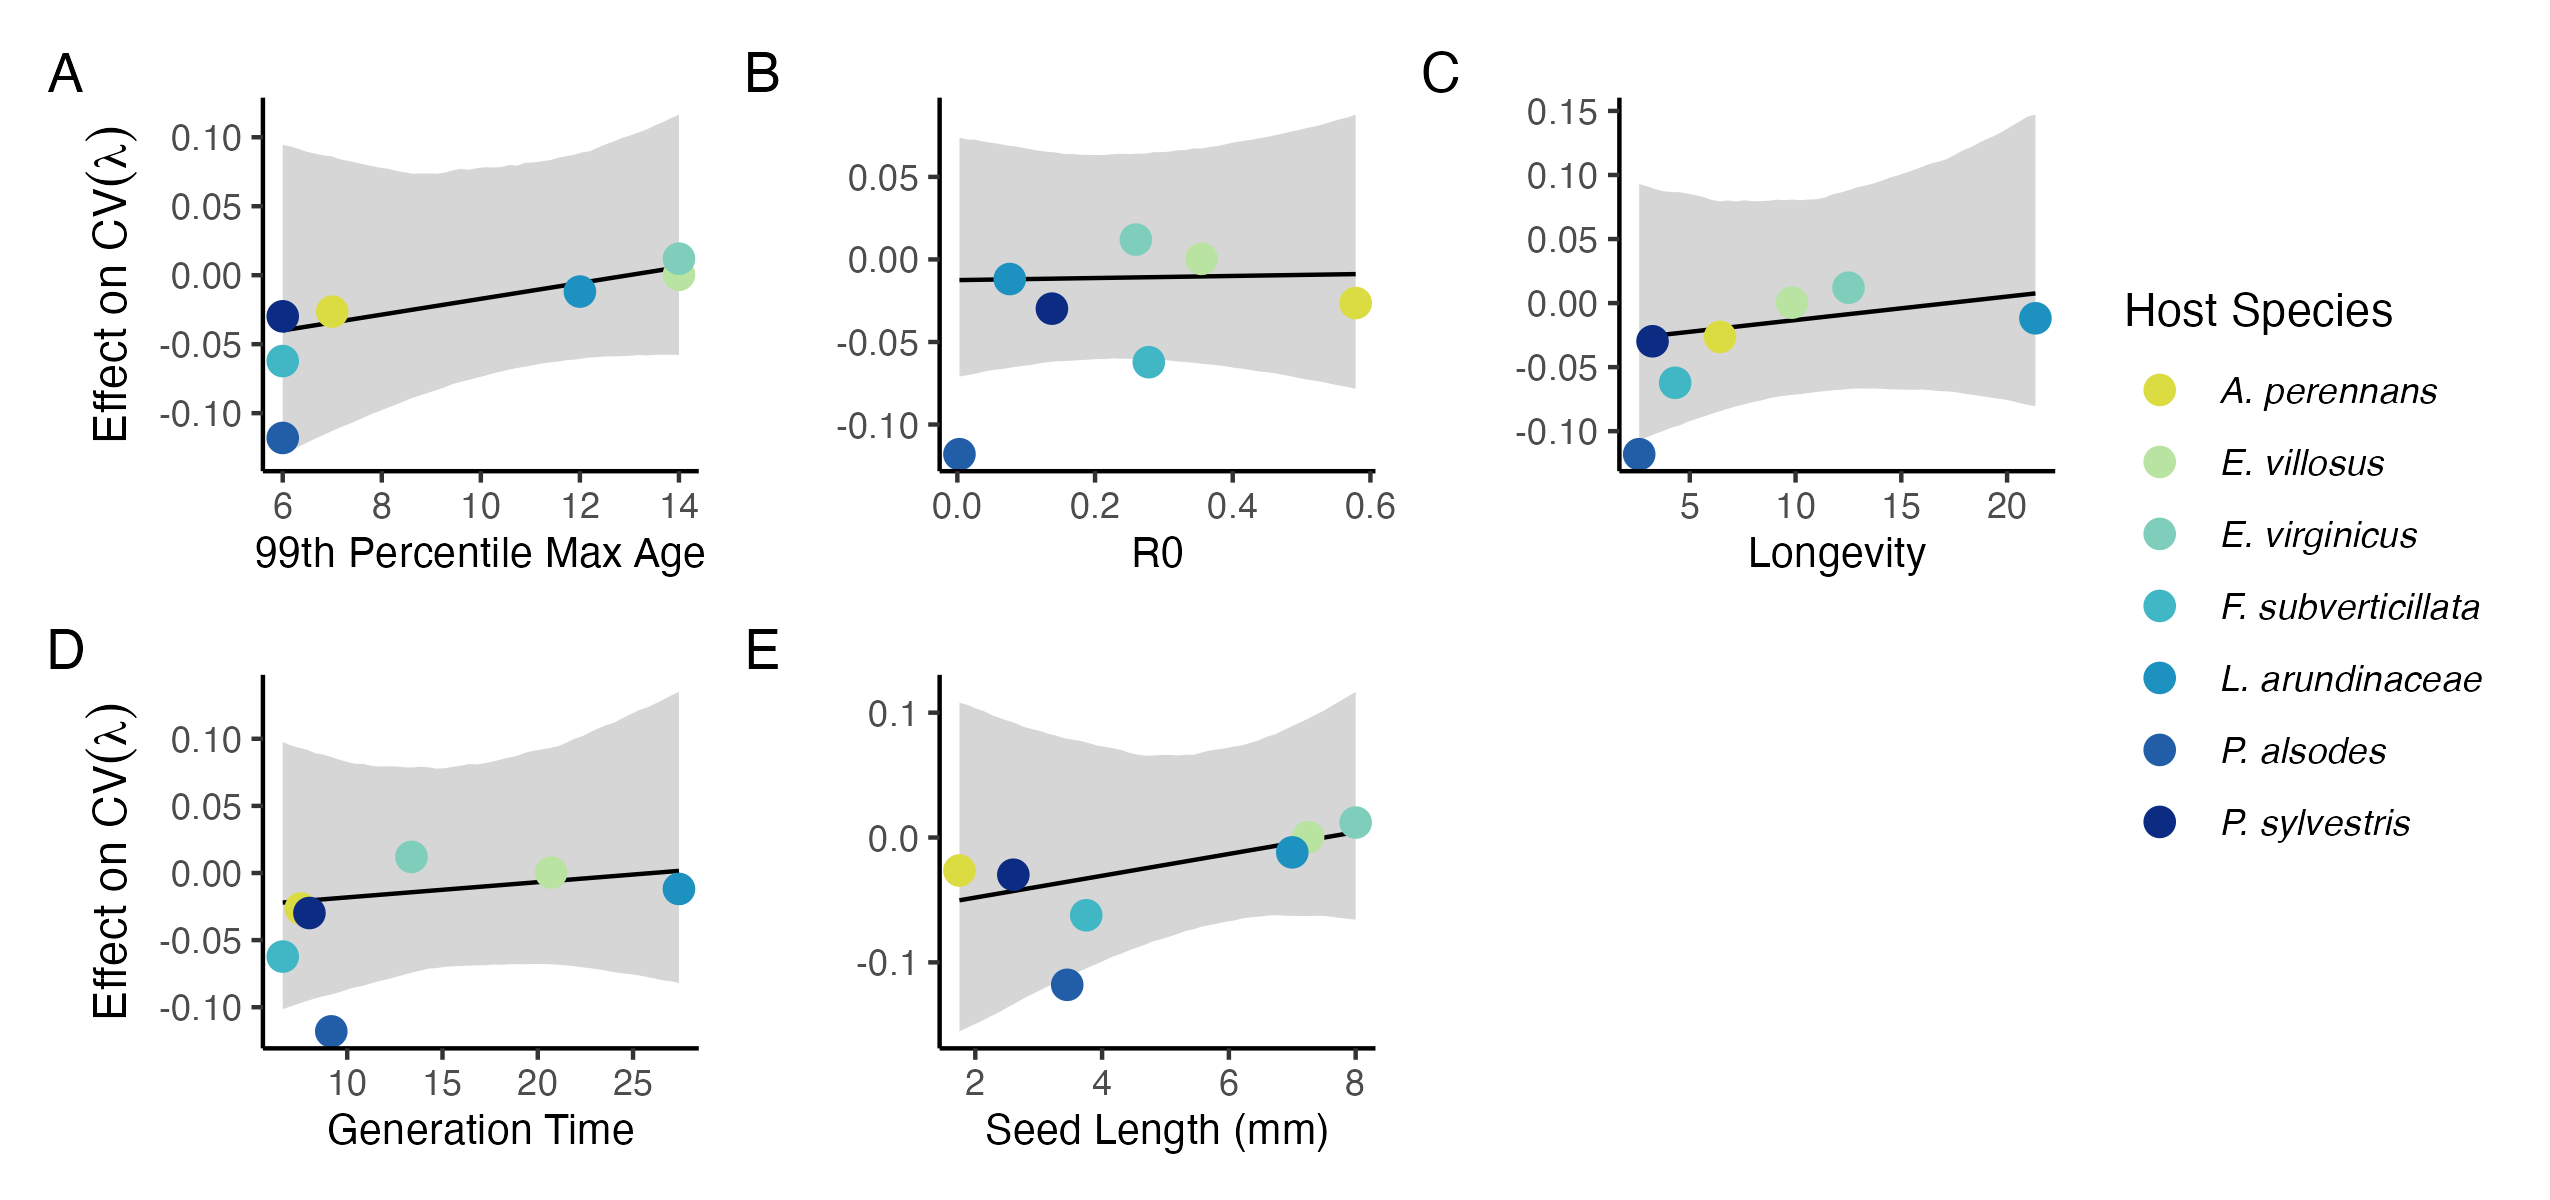 A
Effect on CV(λ)
0.10
0.05
0.00
-0.05
-0.10
6 8 10 12 14
99th Percentile Max Age
B
0.05
0.00
-0.05
-0.10
0.0 0.2 0.4 0.6
R0
C
0.15
0.10
0.05
0.00
-0.05
-0.10
5 10 15 20
Longevity
D
Effect on CV(λ)
0.10
0.05
0.00
-0.05
-0.10
10 15 20 25
Generation Time
E
0.1
0.0
-0.1
2 4 6 8
Seed Length (mm)
Host Species
A. perennans
E. villosus
E. virginicus
F. subverticillata
L. arundinaceae
P. alsodes
P. sylvestris